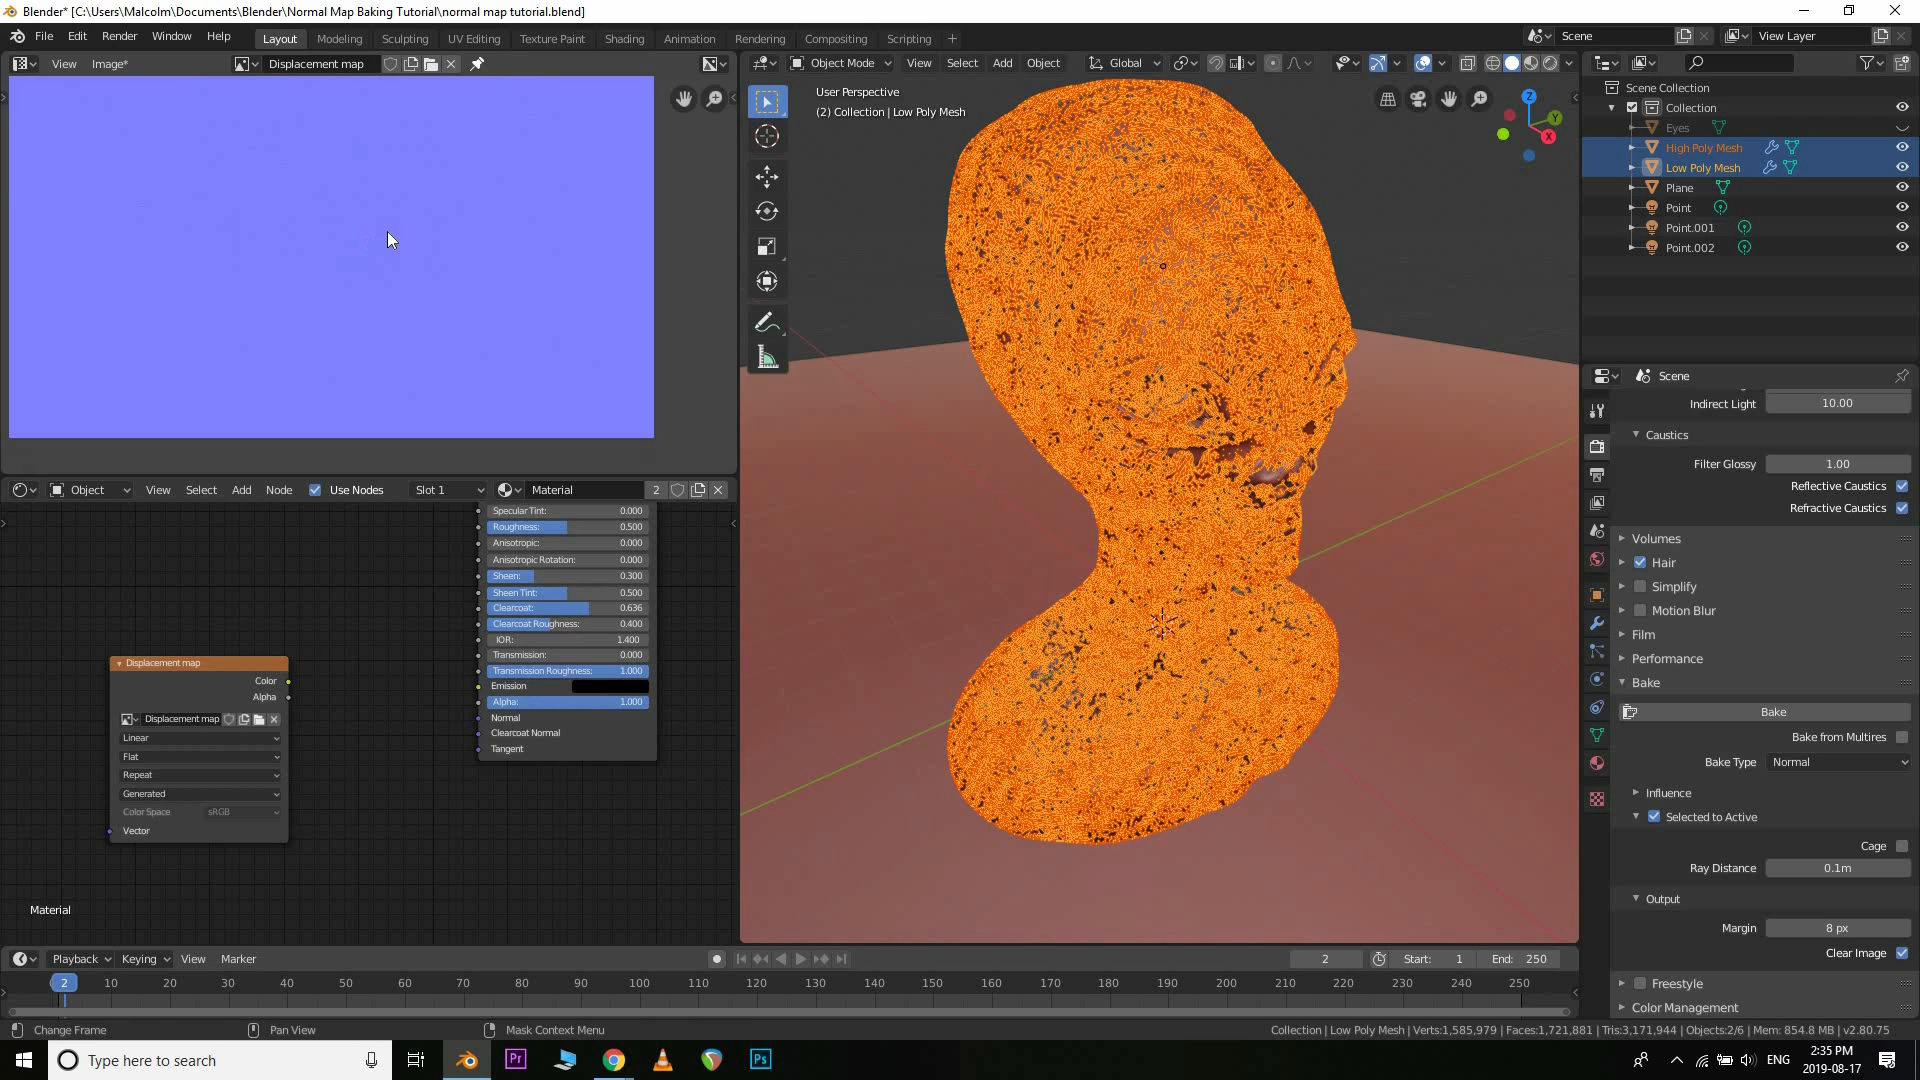 Blender* [C:\Users\Malcolm\Documents\Blender\Normal Map Baking Tutorial\normal map tutorial.blend]
File Edit Render Window Help Layout Modeling Sculpting UV Editing Texture Paint Shading Animation Rendering Compositing Scripting + Scene View Layer
View Image* Displacement map
Object Mode View Select Add Object Global
User Perspective
(2) Collection | Low Poly Mesh
Z
Y
X
Scene Collection
Collection
Eyes
High Poly Mesh
Low Poly Mesh
Plane
Point
Point.001
Point.002
Scene
Indirect Light 10.00
Caustics
Filter Glossy 1.00
Reflective Caustics
Refractive Caustics
Volumes
Hair
Simplify
Motion Blur
Film
Performance
Bake
Bake
Bake from Multires
Bake Type Normal
Influence
Selected to Active
Cage
Ray Distance 0.1m
Output
Margin 8 px
Clear Image
Freestyle
Color Management
Object View Select Add Node Use Nodes Slot 1 Material 2
Specular Tint: 0.000
Roughness: 0.500
Anisotropic: 0.000
Anisotropic Rotation: 0.000
Sheen: 0.300
Sheen Tint: 0.500
Clearcoat: 0.636
Clearcoat Roughness: 0.400
IOR: 1.400
Transmission: 0.000
Transmission Roughness: 1.000
Emission
Alpha: 1.000
Normal
Clearcoat Normal
Tangent
Displacement map
Color
Alpha
Displacement map
Linear
Flat
Repeat
Generated
Color Space sRGB
Vector
Material
Playback Keying View Marker 2 Start: 1 End: 250
2 10 20 30 40 50 60 70 80 90 100 110 120 130 140 150 160 170 180 190 200 210 220 230 240 250
Change Frame Pan View Mask Context Menu Collection | Low Poly Mesh | Verts:1,585,979 | Faces:1,721,881 | Tris:3,171,944 | Objects:2/6 | Mem: 854.8 MB | v2.80.75
Type here to search Pr Ps ENG 2:35 PM
2019-08-17